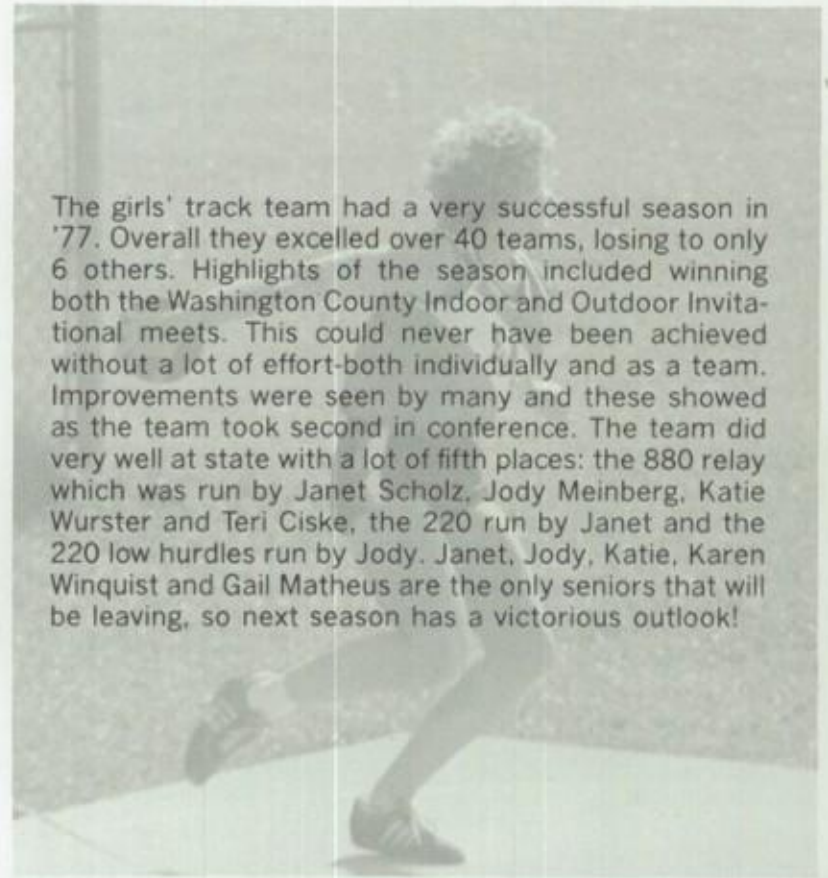 The girls' track team had a very successful season in
'77. Overall they excelled over 40 teams, losing to only
6 others. Highlights of the season included winning
both the Washington County Indoor and Outdoor Invita-
tional meets. This could never have been achieved
without a lot of effort-both individually and as a team.
Improvements were seen by many and these showed
as the team took second in conference. The team did
very well at state with a lot of fifth places: the 880 relay
which was run by Janet Scholz, Jody Meinberg, Katie
Wurster and Teri Ciske, the 220 run by Janet and the
220 low hurdles run by Jody. Janet, Jody, Katie, Karen
Winquist and Gail Matheus are the only seniors that will
be leaving, so next season has a victorious outlook!